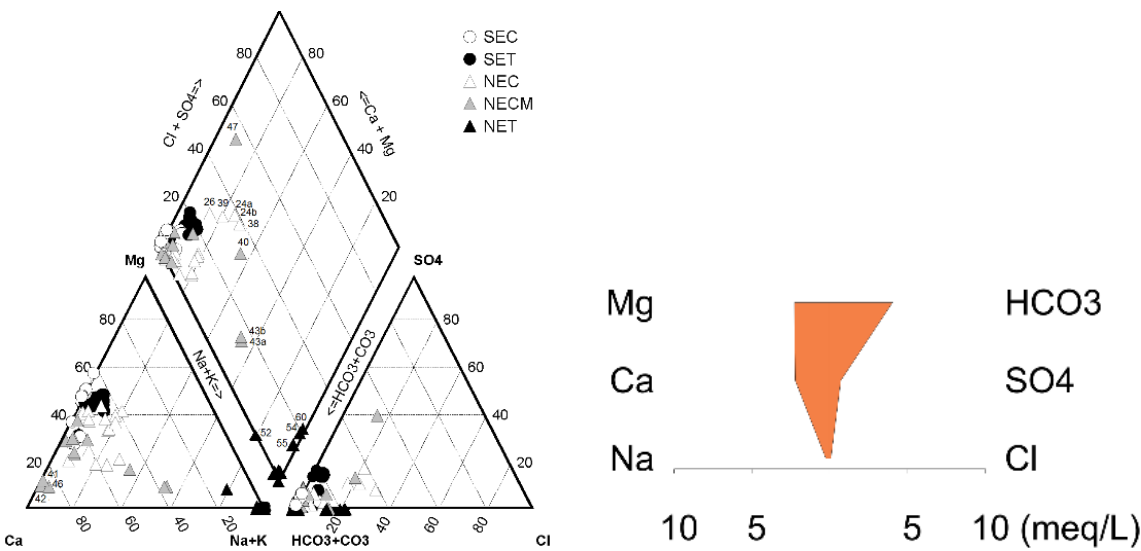 SEC
SET
NEC
NECM
NET
80
80
60
60
40
40
20
20
Cl + SO4=>
<=Ca + Mg
47
26 39 24a
24b
38
40
43b
43a
Mg
SO4
Na+K=>
<=HCO3+CO3
80
80
60
60
40
40
20
20
52
60
54
55
41
46
42
80
60
40
20
20
40
60
80
Ca
Na+K
HCO3+CO3
Cl
Mg
HCO3
Ca
SO4
Na
Cl
10 5 5 10 (meq/L)